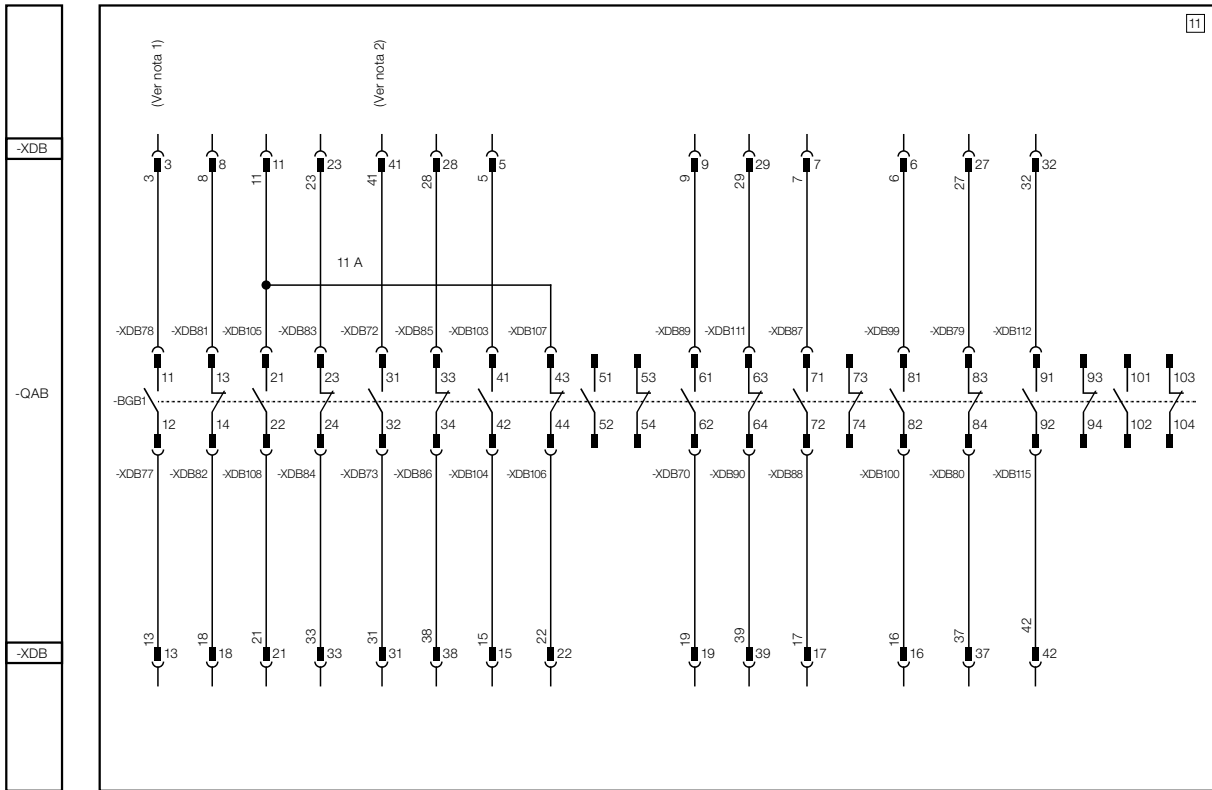 11
(Ver nota 1) (Ver nota 2)
-XDB
3 8 11 23 41 28 5 9 29 7 6 27 32
3 8 11 23 41 28 5 9 29 7 6 27 32
11 A
-XDB78 -XDB81 -XDB105 -XDB83 -XDB72 -XDB85 -XDB103 -XDB107 -XDB89 -XDB111 -XDB87 -XDB99 -XDB79 -XDB112
11 13 21 23 31 33 41 43 51 53 61 63 71 73 81 83 91 93 101 103
-QAB
-BGB1
12 14 22 24 32 34 42 44 52 54 62 64 72 74 82 84 92 94 102 104
-XDB77 -XDB82 -XDB108 -XDB84 -XDB73 -XDB86 -XDB104 -XDB106 -XDB70 -XDB90 -XDB88 -XDB100 -XDB80 -XDB115
13 18 21 33 31 38 15 22 19 39 17 16 37 42
-XDB
13 18 21 33 31 38 15 22 19 39 17 16 37 42